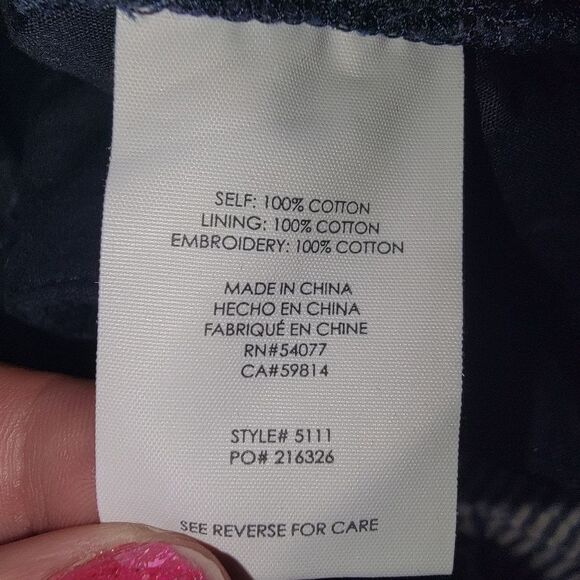 SELF: 100% COTTON
LINING: 100% COTTON
EMBROIDERY: 100% COTTON
MADE IN CHINA
HECHO EN CHINA
FABRIQUÉ EN CHINE
RN#54077
CA#59814
STYLE# 5111
PO# 216326
SEE REVERSE FOR CARE